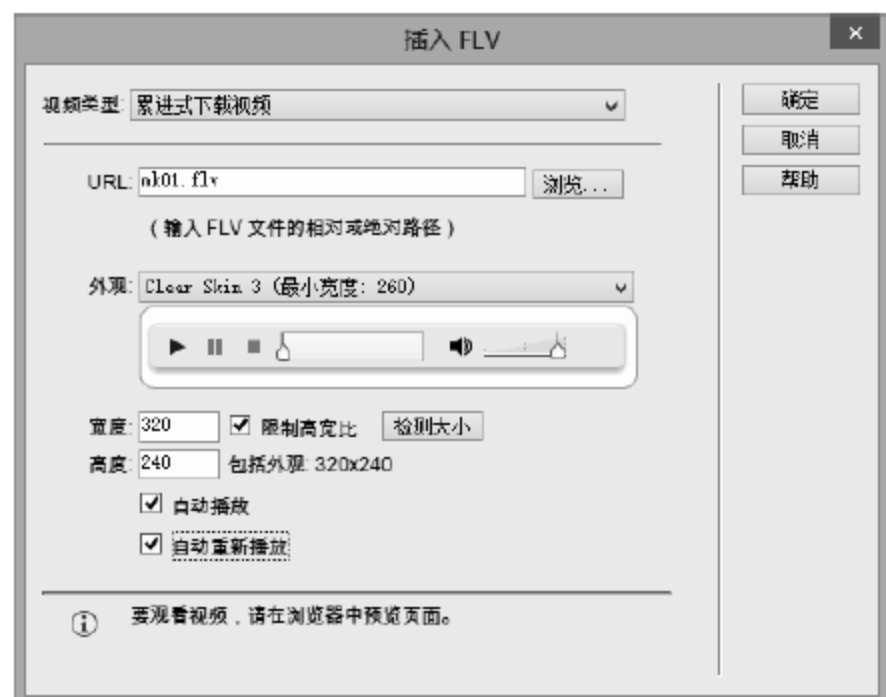 插入 FLV
视频类型: 累进式下载视频
确定
取消
帮助
URL: nk01.flv
浏览...
(输入 FLV 文件的相对或绝对路径)
外观: Clear Skin 3 (最小宽度: 260)
宽度: 320 限制高宽比 检测大小
高度: 240 包括外观: 320x240
自动播放
自动重新播放
要观看视频,请在浏览器中预览页面。